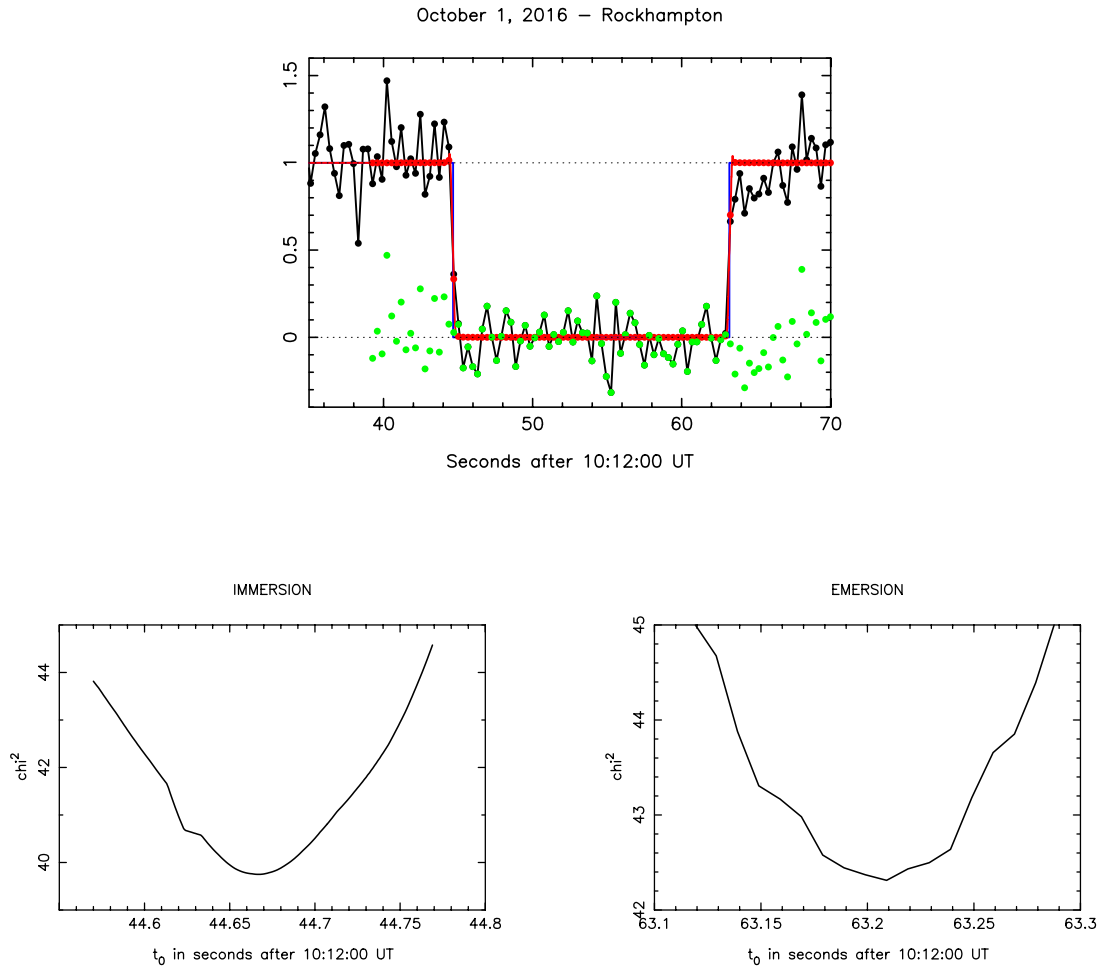 October 1, 2016 – Rockhampton
1.5
1
0.5
0
40 50 60 70
Seconds after 10:12:00 UT
IMMERSION
44
42
40
chi²
44.6 44.65 44.7 44.75 44.8
t₀ in seconds after 10:12:00 UT
EMERSION
45
44
43
42
chi²
63.1 63.15 63.2 63.25 63.3
t₀ in seconds after 10:12:00 UT